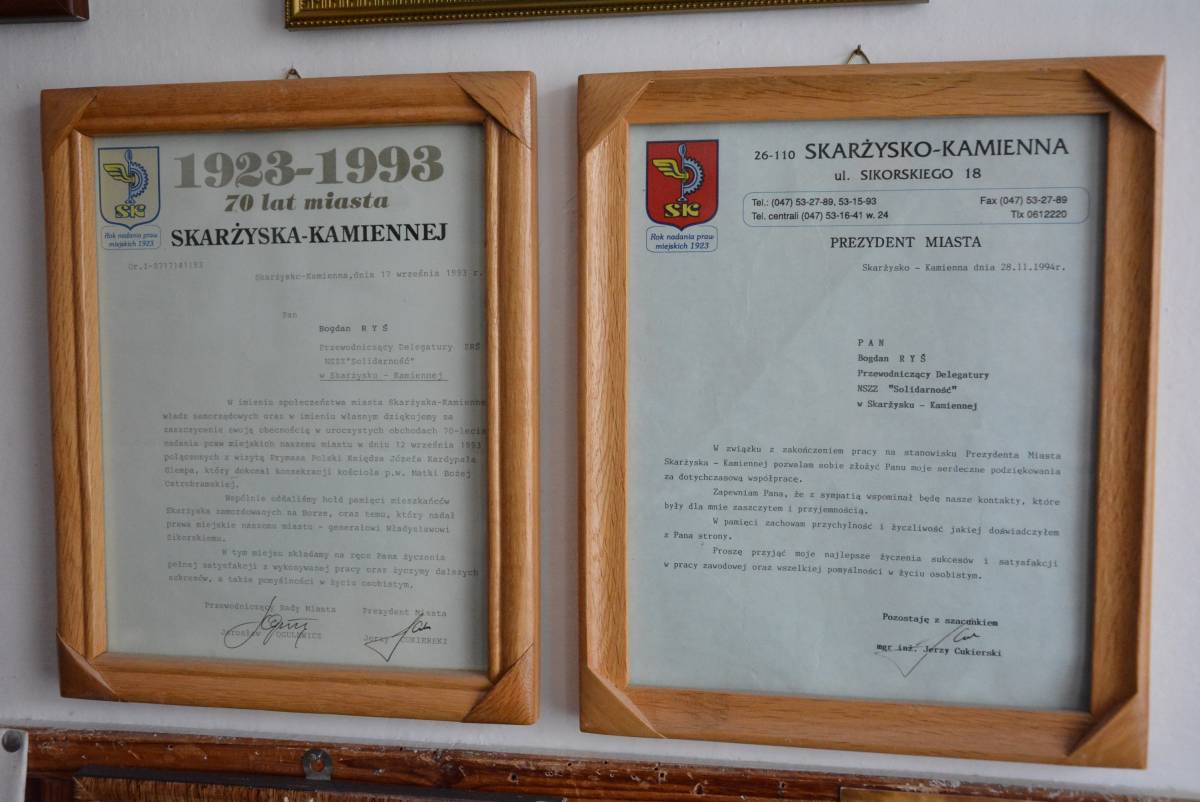 1923-1993
70 lat miasta
SKARŻYSKA-KAMIENNEJ
SK
Rok nadania praw
miejskich 1923
Skarżysko-Kamienna,dnia 17 września 1993 r.
Pan
Bogdan R Y Ś
Przewodniczący Delegatury
NSZZ"Solidarność"
w Skarżysku - Kamiennej
W imieniu społeczeństwa miasta Skarżyska-Kamienne
władz samorządowych oraz w imieniu własnym dziękujemy za
zaszczycenie swoją obecnością w uroczystych obchodach 70-lecia
nadania praw miejskich naszemu miastu w dniu 12 września 1993
połączonych z wizytą Prymasa Polski Księdza Józefa Kardynała
Glempa, który dokonał konsekracji kościoła p.w. Matki Bożej
Ostrobramskiej.
Wspólnie oddaliśmy hołd pamięci mieszkańców
Skarżyska zamordowanych na Borze, oraz temu, który nadał
prawa miejskie naszemu miastu - generałowi Władysławowi
Sikorskiemu.
W tym miejsu składamy na ręce Pana życzenia
pełnej satysfakcji z wykonywanej pracy oraz życzymy dalszych
sukcesów, a także pomyślności w życiu osobistym.
Przewodniczący Rady Miasta Prezydent Miasta
Jarosław Jerzy CUKIERSKI
SK
Rok nadania praw
miejskich 1923
26-110 SKARŻYSKO-KAMIENNA
ul. SIKORSKIEGO 18
Tel.: (047) 53-27-89, 53-15-93 Fax (047) 53-27-89
Tel. centrali (047) 53-16-41 w. 24 Tlx 0612220
PREZYDENT MIASTA
Skarżysko - Kamienna dnia 28.11.1994r.
P A N
Bogdan R Y Ś
Przewodniczący Delegatury
NSZZ "Solidarność"
w Skarżysku - Kamiennej
W związku z zakończeniem pracy na stanowisku Prezydenta Miasta
Skarżyska - Kamiennej pozwalam sobie złożyć Panu moje serdeczne podziękowania
za dotychczasową współpracę.
Zapewniam Pana, że z sympatią wspominał będę nasze kontakty, które
były dla mnie zaszczytem i przyjemnością.
W pamięci zachowam przychylność i życzliwość jakiej doświadczyłem
z Pana strony.
Proszę przyjąć moje najlepsze życzenia sukcesów i satysfakcji
w pracy zawodowej oraz wszelkiej pomyślności w życiu osobistym.
Pozostaję z szacunkiem
mgr inż. Jerzy Cukierski